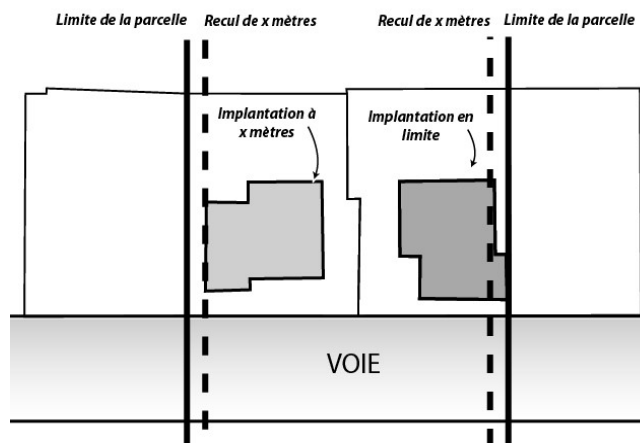 Limite de la parcelle
Recul de x mètres
Recul de x mètres
Limite de la parcelle
Implantation à
x mètres
Implantation en
limite
VOIE